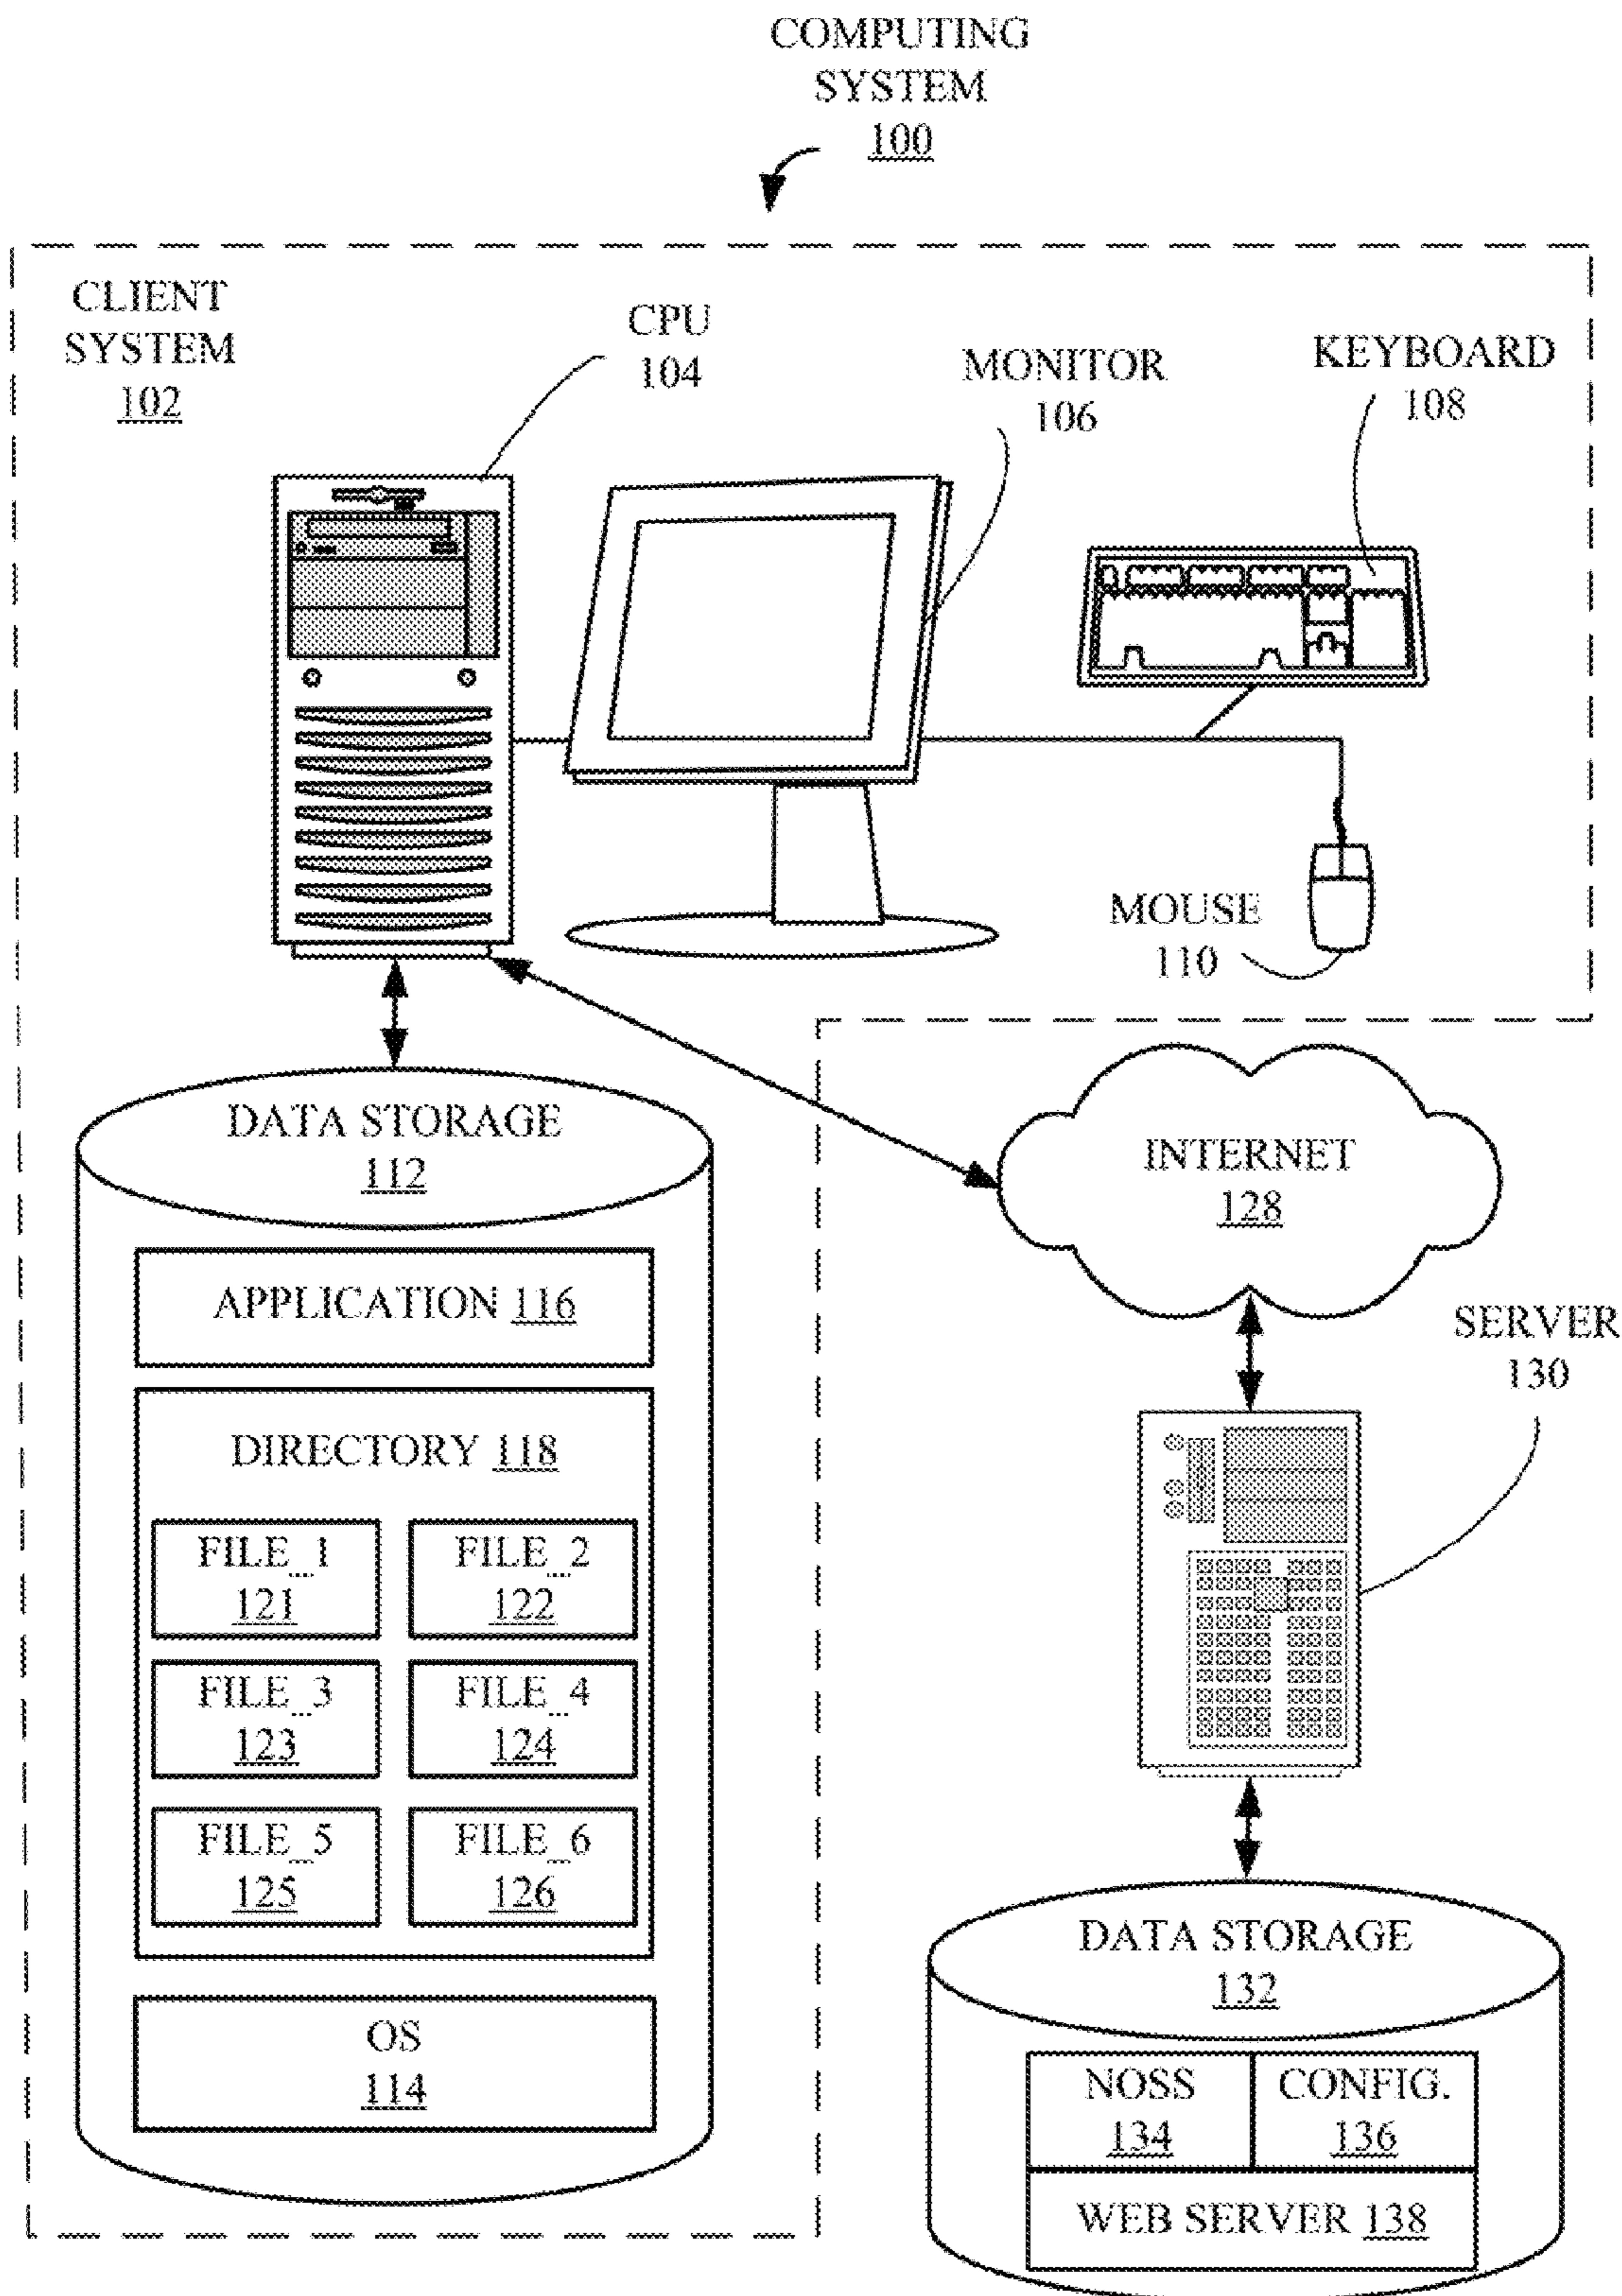 COMPUTING
SYSTEM
100
CLIENT
SYSTEM
102
CPU
104
MONITOR
106
KEYBOARD
108
MOUSE
110
DATA STORAGE
112
APPLICATION 116
DIRECTORY 118
FILE_1
121
FILE_2
122
FILE_3
123
FILE_4
124
FILE_5
125
FILE_6
126
OS
114
INTERNET
128
SERVER
130
DATA STORAGE
132
NOSS
134
CONFIG.
136
WEB SERVER 138